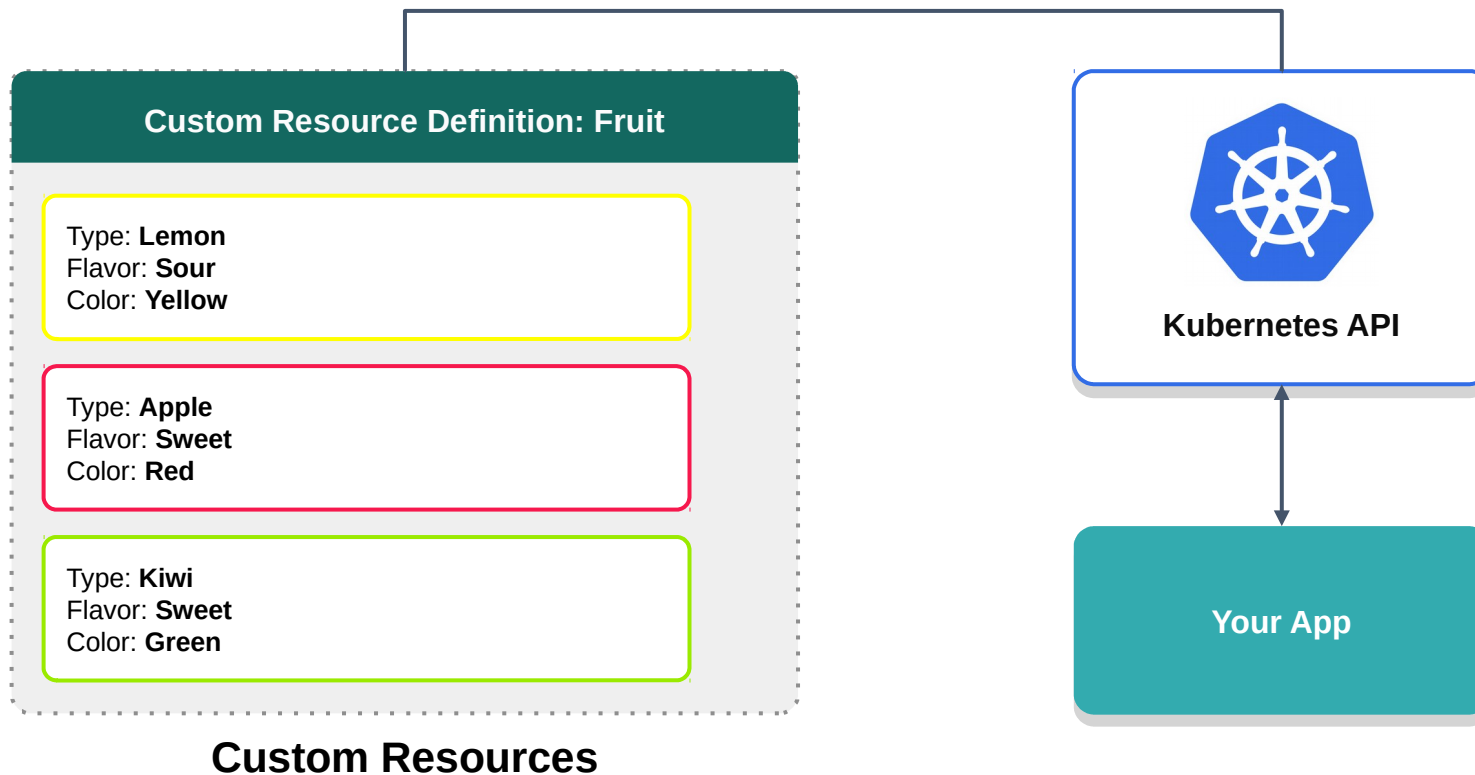 Custom Resource Definition: Fruit
Type: Lemon
Flavor: Sour
Color: Yellow
Type: Apple
Flavor: Sweet
Color: Red
Type: Kiwi
Flavor: Sweet
Color: Green
Custom Resources
Kubernetes API
Your App